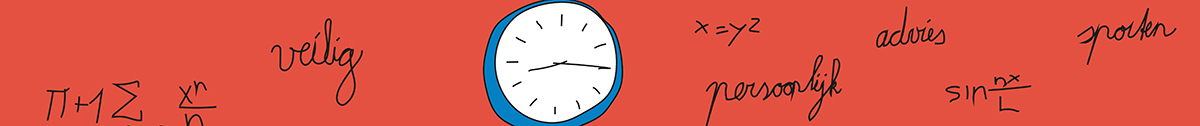 veilig
π+1 Σ xⁿ/n
x=y2
advies
sporten
persoonlijk
sin nx/L